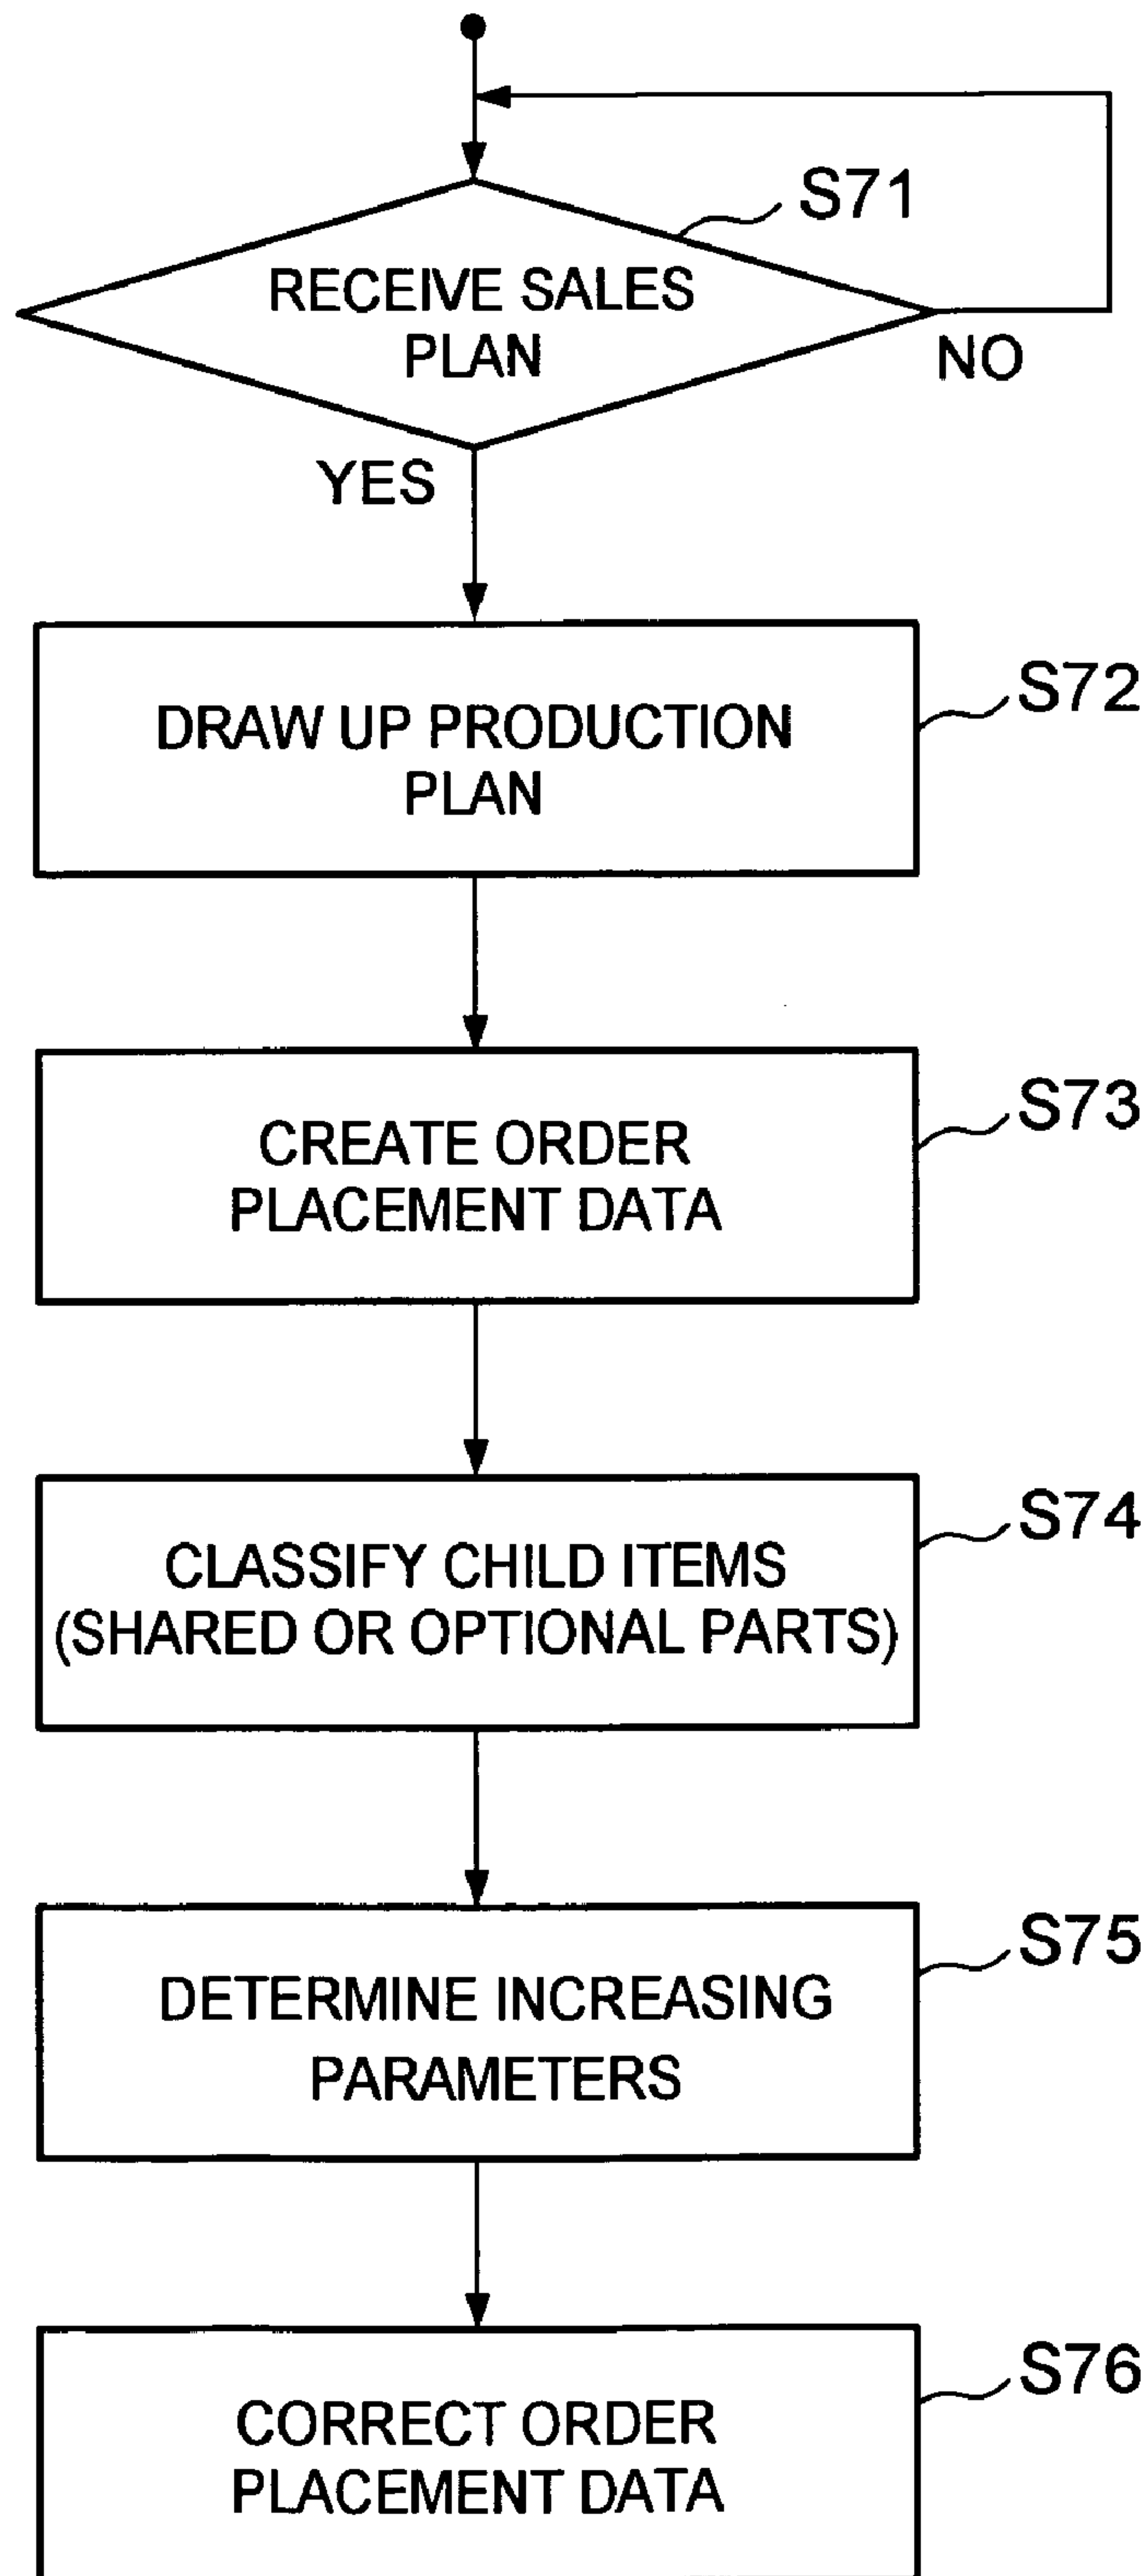 S71
RECEIVE SALES
PLAN
NO
YES
S72
DRAW UP PRODUCTION
PLAN
S73
CREATE ORDER
PLACEMENT DATA
S74
CLASSIFY CHILD ITEMS
(SHARED OR OPTIONAL PARTS)
S75
DETERMINE INCREASING
PARAMETERS
S76
CORRECT ORDER
PLACEMENT DATA